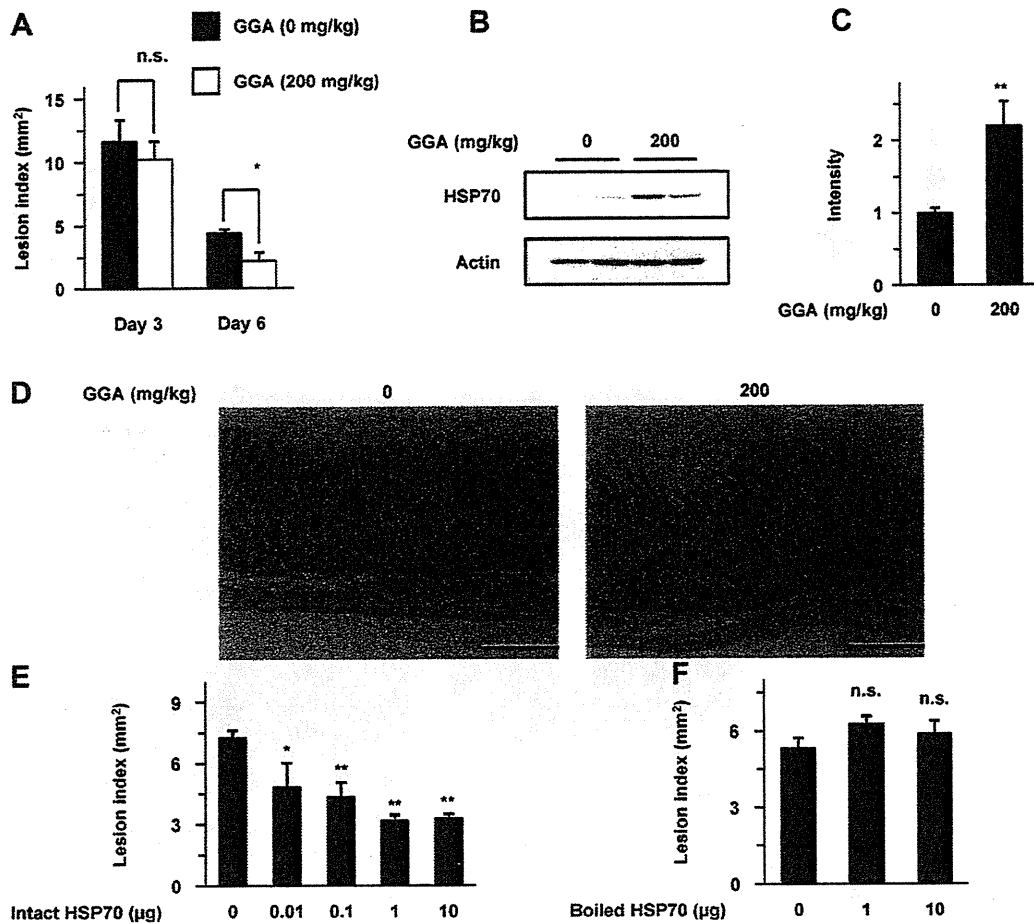 A
GGA (0 mg/kg)
GGA (200 mg/kg)
n.s.
*
Lesion index (mm²)
15
10
5
0
Day 3
Day 6
B
GGA (mg/kg)
0
200
HSP70
Actin
C
**
Intensity
2
1
0
GGA (mg/kg)
0
200
D
GGA (mg/kg)
0
200
E
Lesion index (mm²)
9
6
3
0
*
**
**
**
Intact HSP70 (μg)
0
0.01
0.1
1
10
F
Lesion index (mm²)
6
3
0
n.s.
n.s.
Boiled HSP70 (μg)
0
1
10